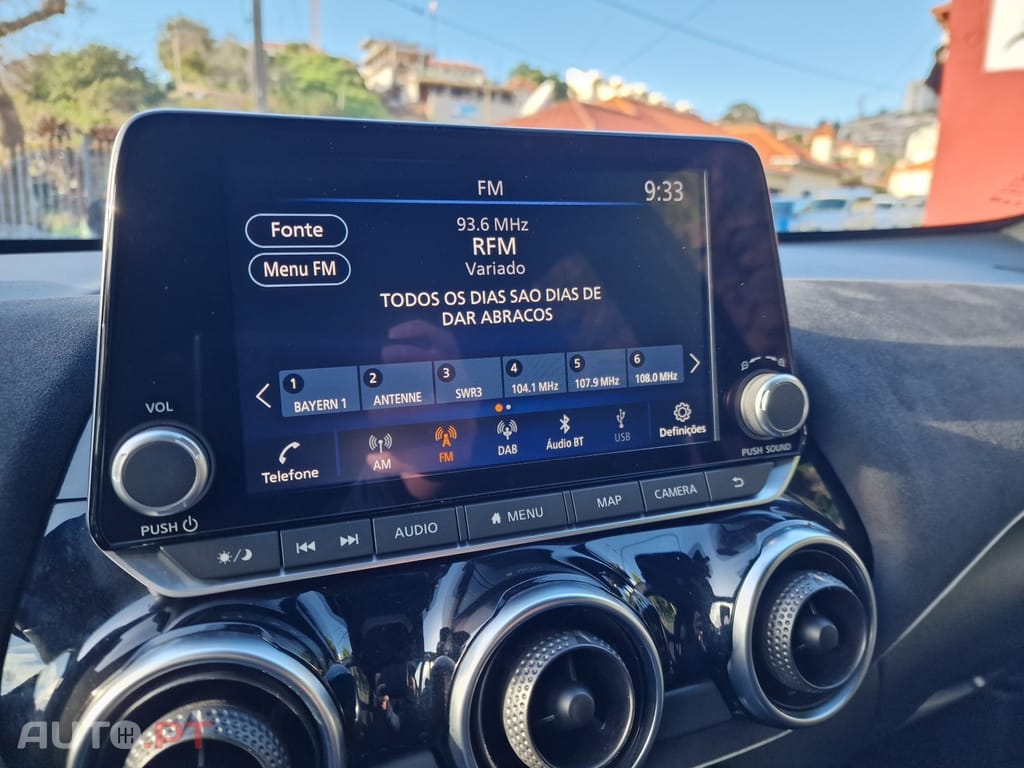 FM
9:33
Fonte
93.6 MHz
RFM
Menu FM
Variado
TODOS OS DIAS SAO DIAS DE
DAR ABRACOS
1 BAYERN 1
2 ANTENNE
3 SWR3
4 104.1 MHz
5 107.9 MHz
6 108.0 MHz
Telefone
AM
FM
DAB
Áudio BT
USB
Definições
VOL
PUSH
PUSH SOUND
AUDIO
MENU
MAP
CAMERA
AUTO.PT